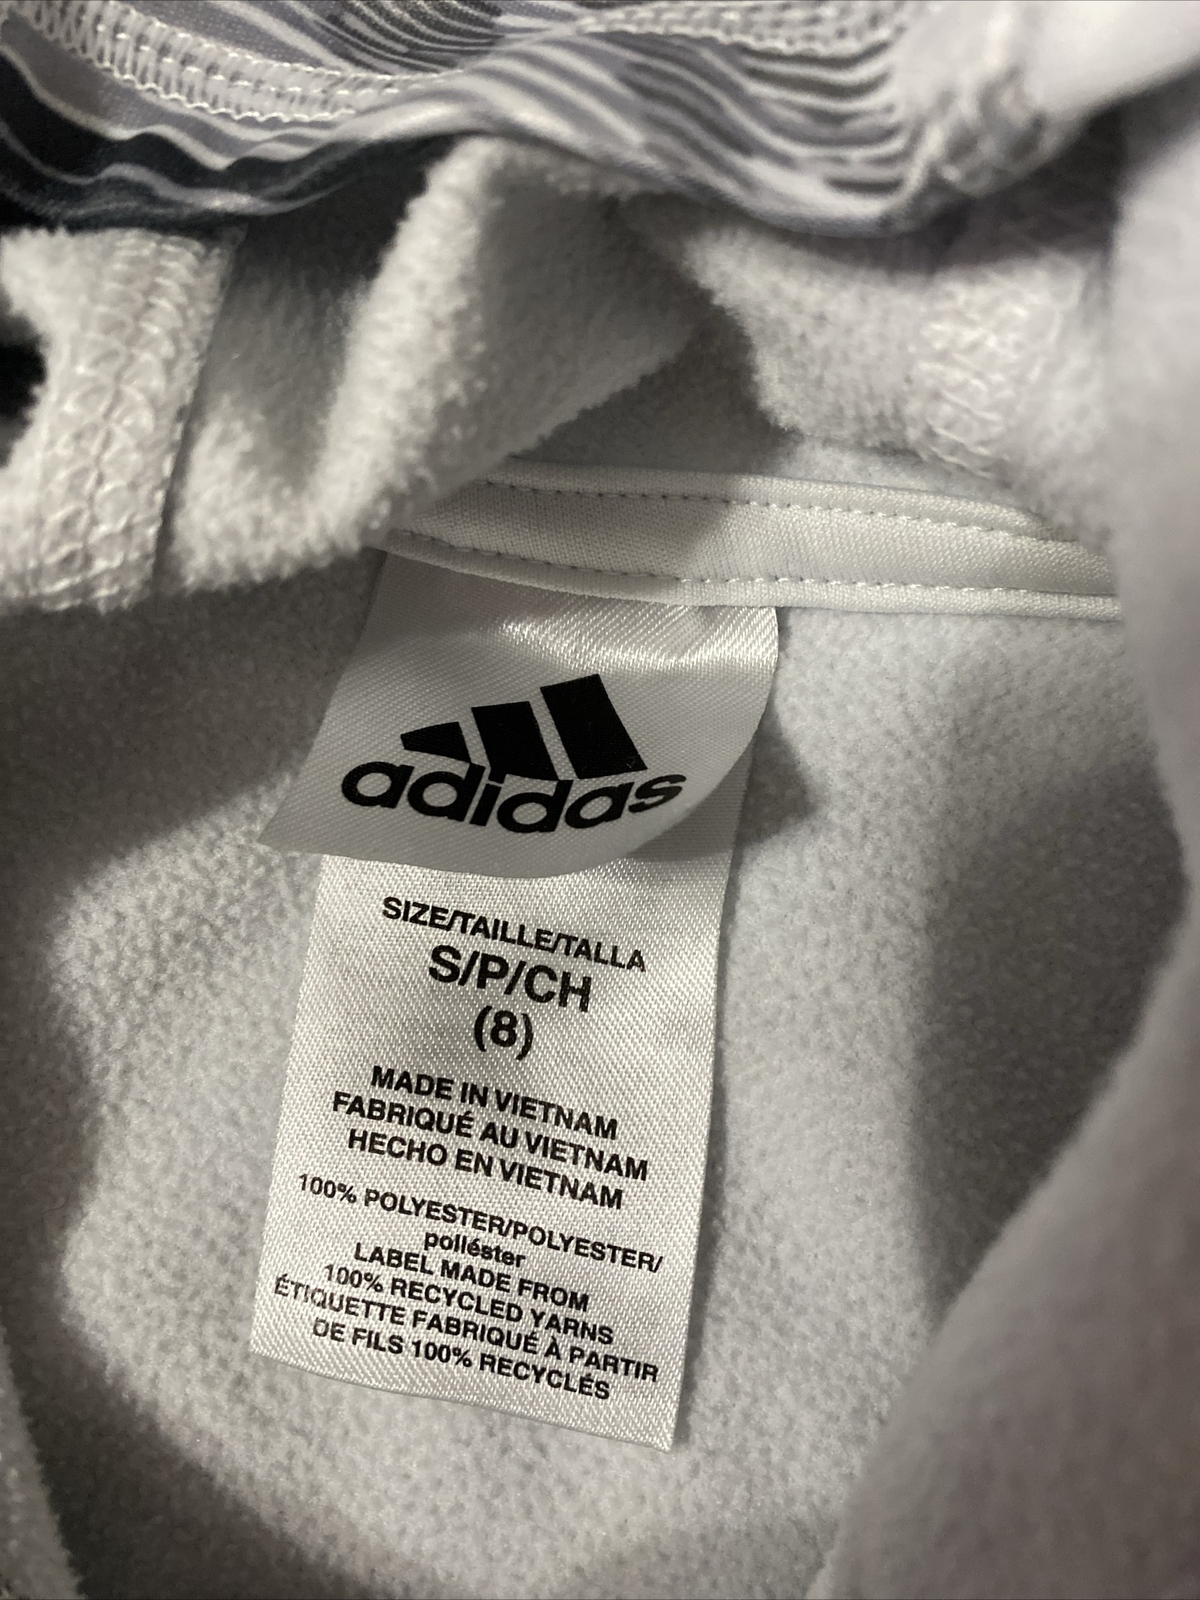 adidas
SIZE/TAILLE/TALLA
S/P/CH
(8)
MADE IN VIETNAM
FABRIQUÉ AU VIETNAM
HECHO EN VIETNAM
100% POLYESTER/POLYESTER/
poliéster
LABEL MADE FROM
100% RECYCLED YARNS
ÉTIQUETTE FABRIQUÉ À PARTIR
DE FILS 100% RECYCLÉS